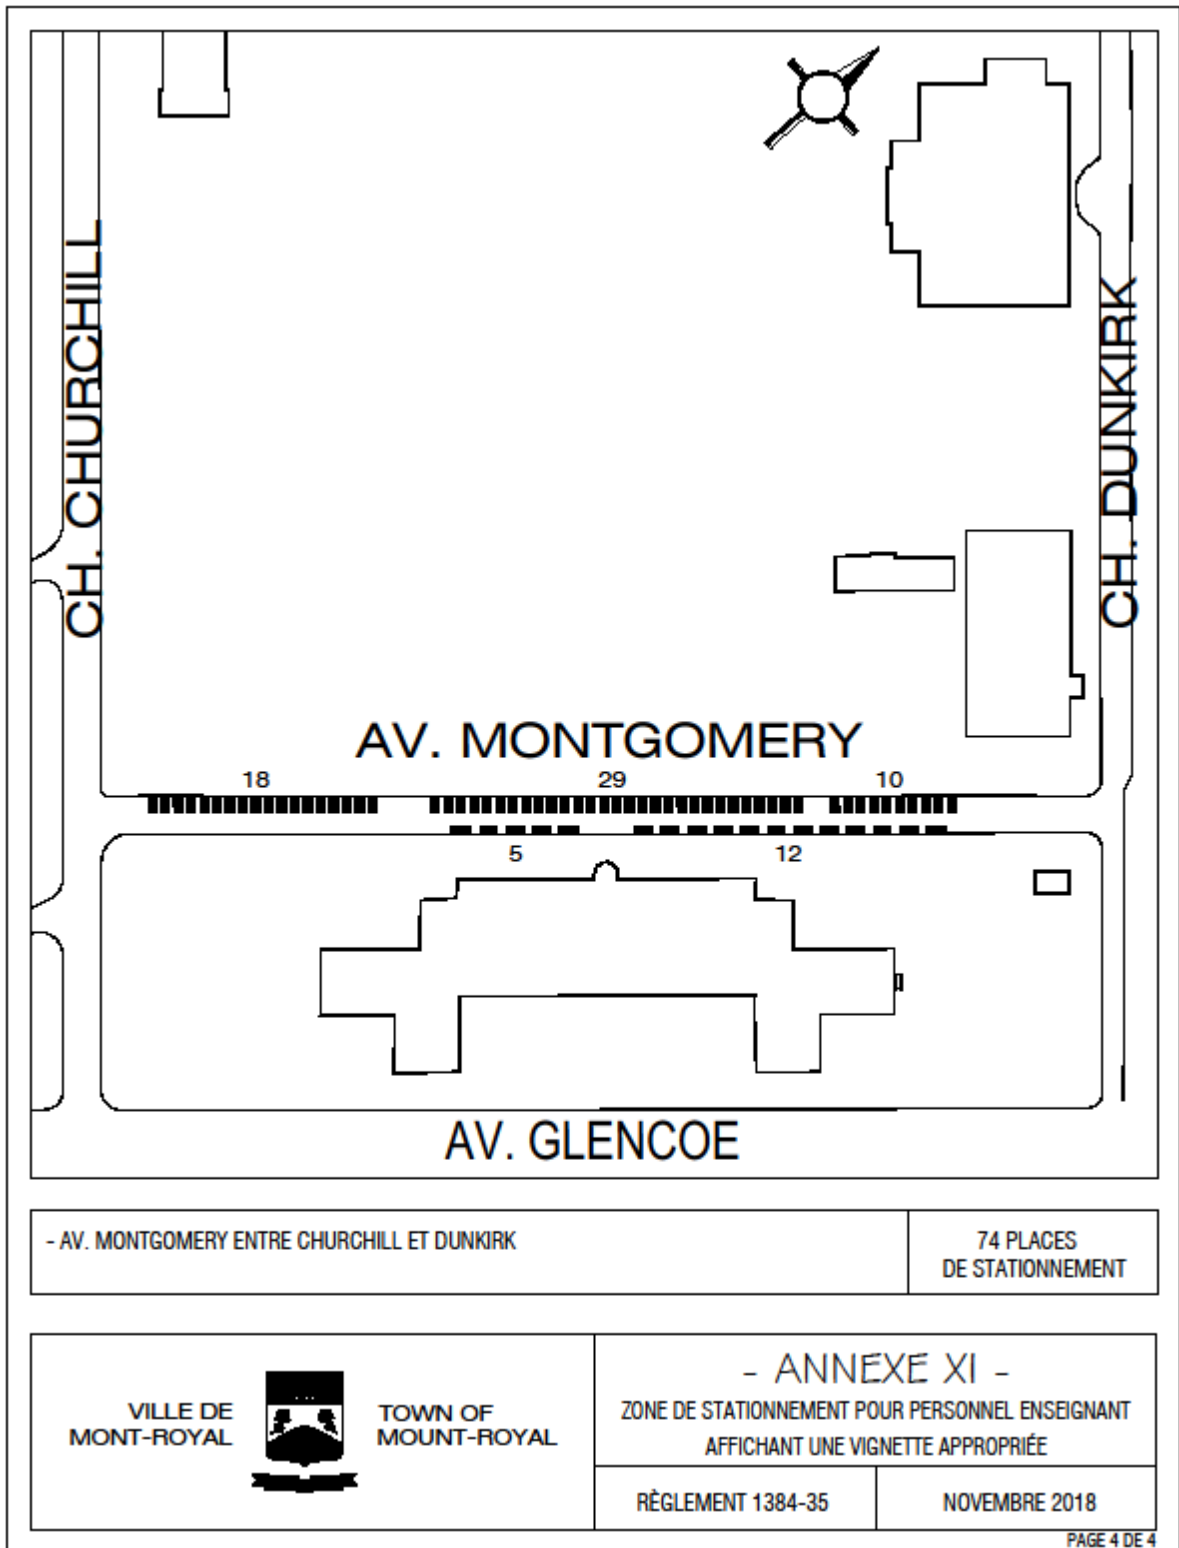 CH. CHURCHILL
CH. DUNKIRK
AV. MONTGOMERY
18
29
10
5
12
AV. GLENCOE
- AV. MONTGOMERY ENTRE CHURCHILL ET DUNKIRK
74 PLACES
DE STATIONNEMENT
VILLE DE
MONT-ROYAL
TOWN OF
MOUNT-ROYAL
- ANNEXE XI -
ZONE DE STATIONNEMENT POUR PERSONNEL ENSEIGNANT
AFFICHANT UNE VIGNETTE APPROPRIÉE
RÈGLEMENT 1384-35
NOVEMBRE 2018
PAGE 4 DE 4